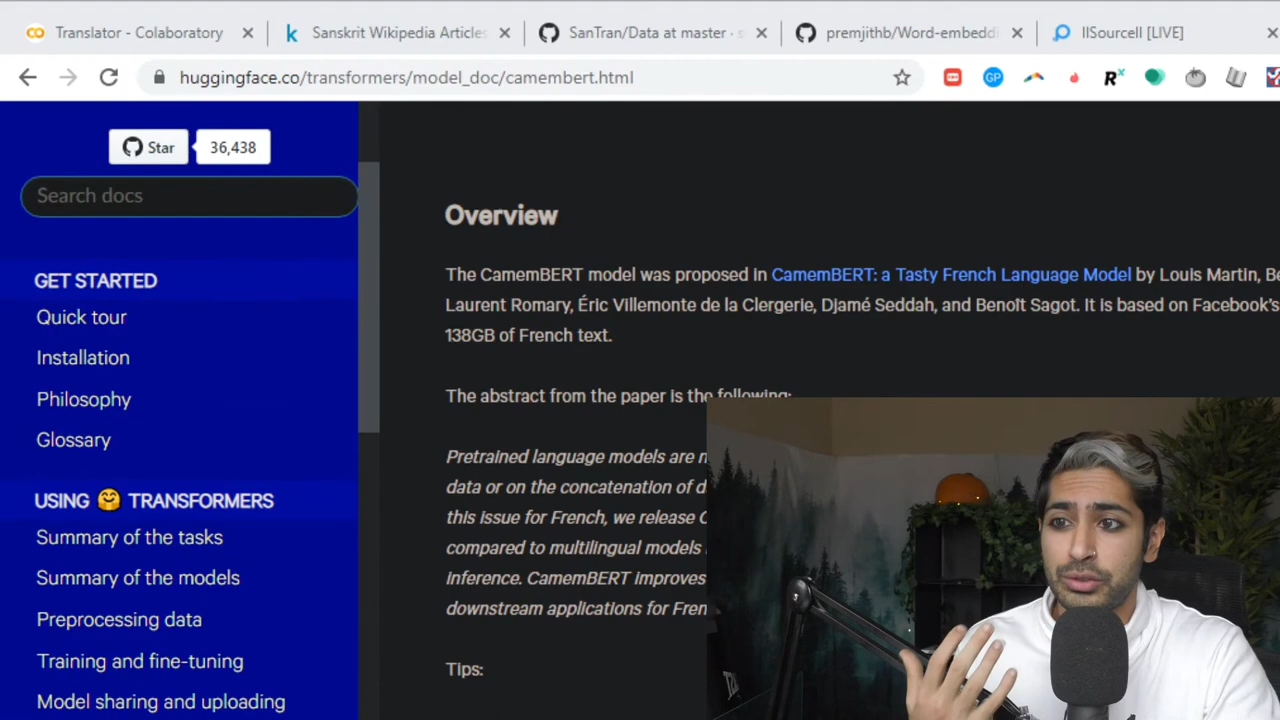 Translator - Colaboratory
Sanskrit Wikipedia Articles
SanTran/Data at master ·
premjithb/Word-embeddi
llSourcell [LIVE]
huggingface.co/transformers/model_doc/camembert.html
GP
Rx
Star
36,438
Search docs
GET STARTED
Quick tour
Installation
Philosophy
Glossary
USING 🤗 TRANSFORMERS
Summary of the tasks
Summary of the models
Preprocessing data
Training and fine-tuning
Model sharing and uploading
Overview
The CamemBERT model was proposed in CamemBERT: a Tasty French Language Model by Louis Martin, Be
Laurent Romary, Éric Villemonte de la Clergerie, Djamé Seddah, and Benoît Sagot. It is based on Facebook's
138GB of French text.
The abstract from the paper is the following:
Pretrained language models are
data or on the concatenation of d
this issue for French, we release C
compared to multilingual models
inference. CamemBERT improves
downstream applications for Fren
Tips: